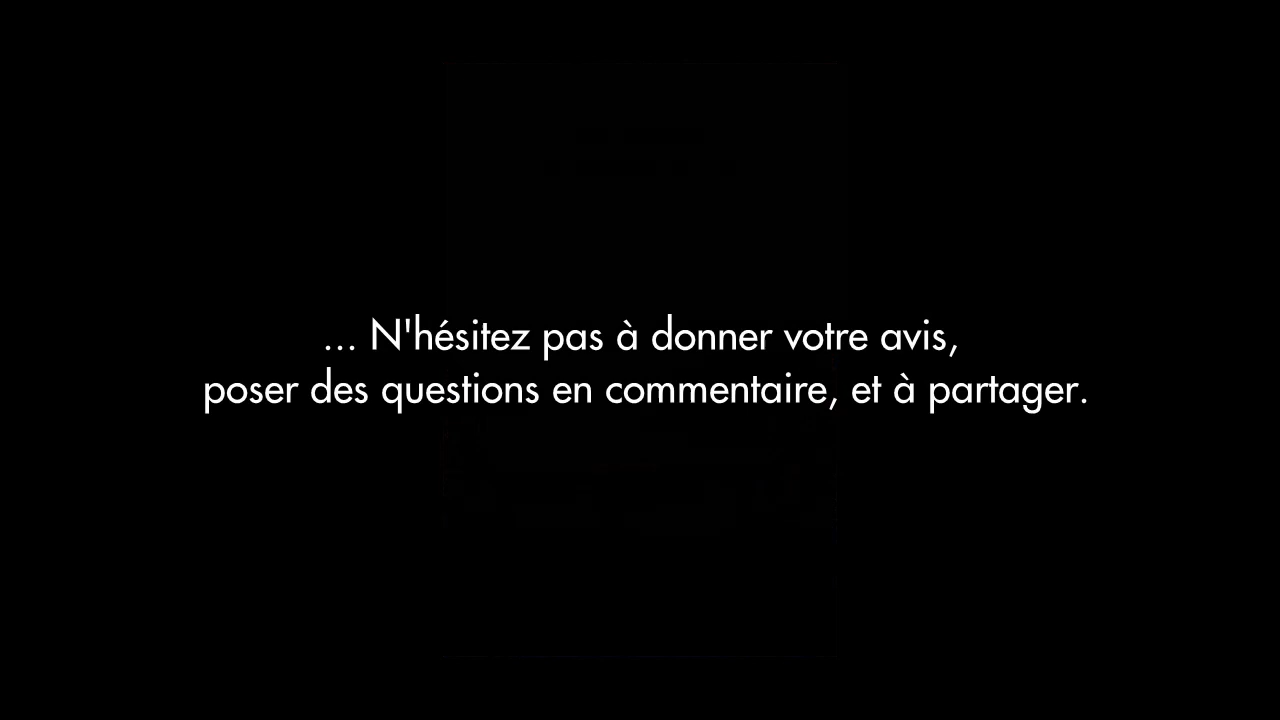 ... N'hésitez pas à donner votre avis,
poser des questions en commentaire, et à partager.